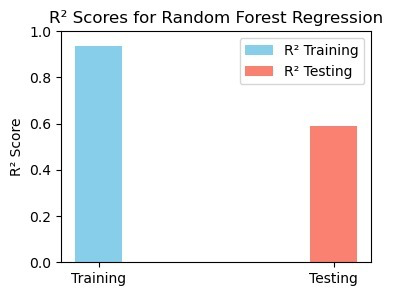 R² Scores for Random Forest Regression
R² Training
R² Testing
R² Score
1.0
0.8
0.6
0.4
0.2
0.0
Training
Testing